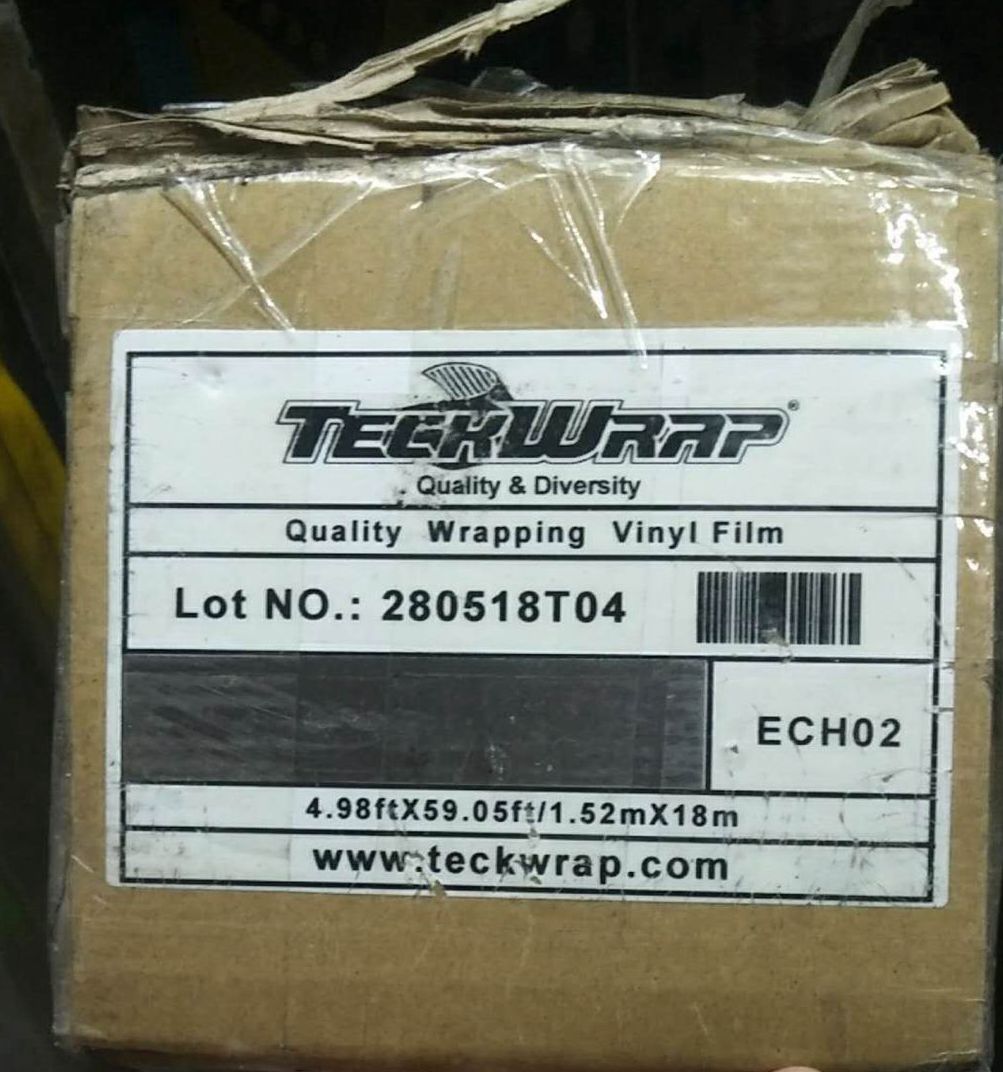 TECKWRAP®
Quality & Diversity
Quality Wrapping Vinyl Film
Lot NO.: 280518T04
ECH02
4.98ftX59.05ft/1.52mX18m
www.teckwrap.com